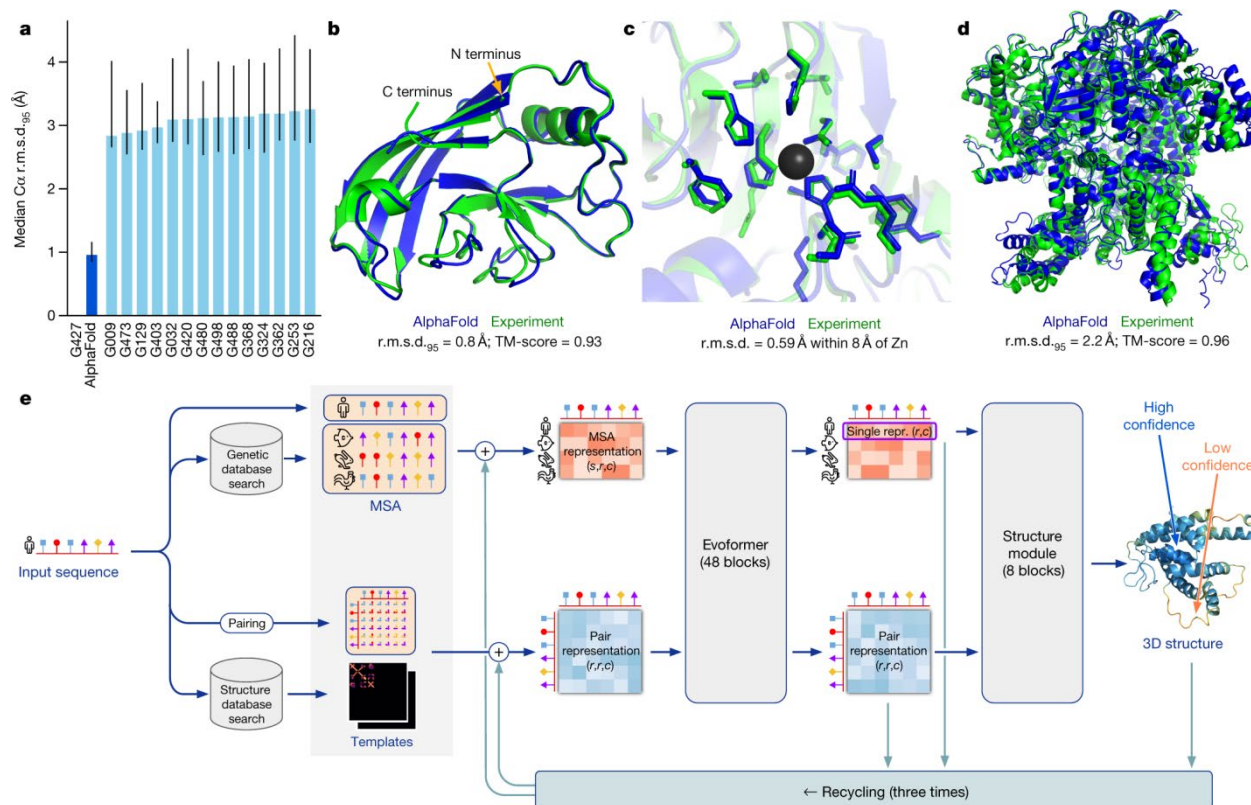 a
Median Cα r.m.s.d.95 (Å)
4
3
2
1
0
G427
AlphaFold
G009
G473
G129
G403
G032
G420
G480
G498
G488
G368
G324
G362
G253
G216
b
N terminus
C terminus
AlphaFold Experiment
r.m.s.d.95 = 0.8 Å; TM-score = 0.93
c
AlphaFold Experiment
r.m.s.d. = 0.59 Å within 8 Å of Zn
d
AlphaFold Experiment
r.m.s.d.95 = 2.2 Å; TM-score = 0.96
e
Input sequence
Genetic
database
search
MSA
Pairing
Structure
database
search
Templates
+
+
MSA
representation
(s,r,c)
Pair
representation
(r,r,c)
Evoformer
(48 blocks)
Single repr. (r,c)
Pair
representation
(r,r,c)
Structure
module
(8 blocks)
High
confidence
Low
confidence
3D structure
← Recycling (three times)